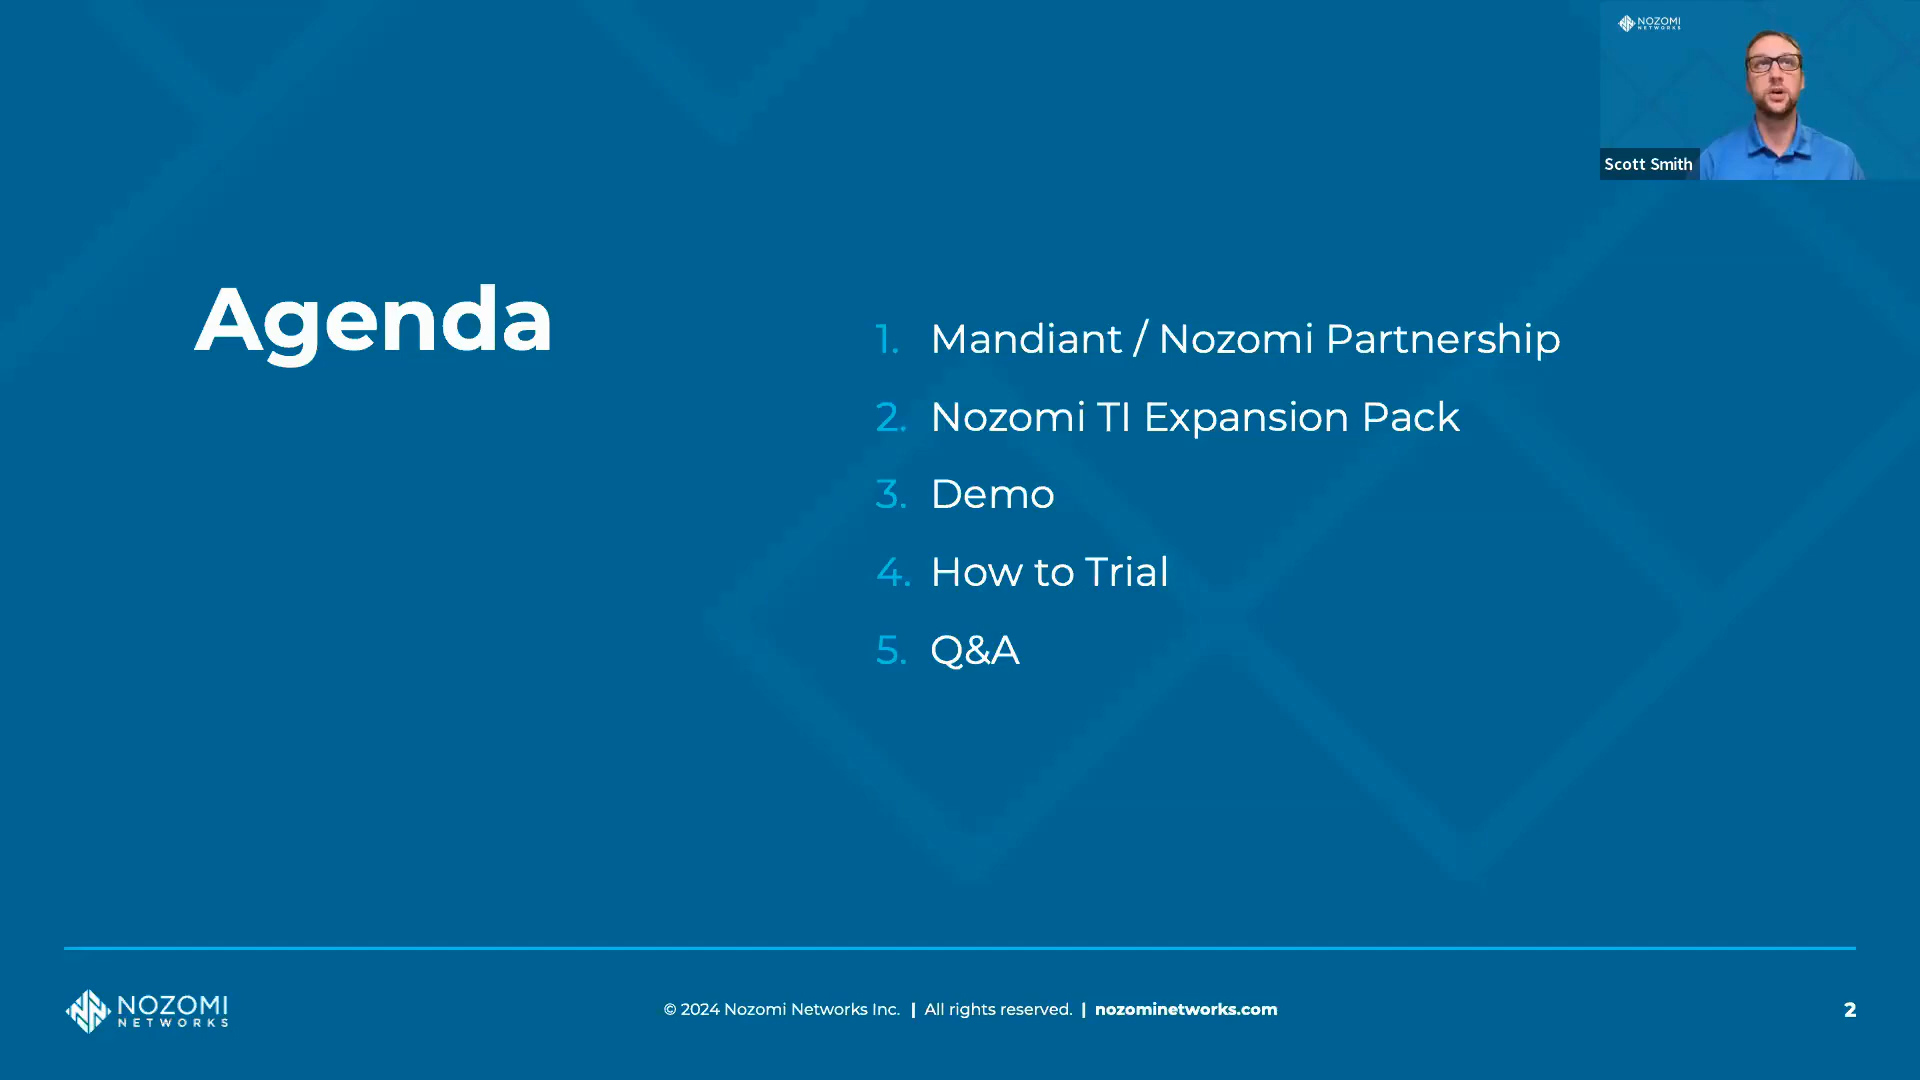 NOZOMI
NETWORKS
Scott Smith
Agenda
1. Mandiant / Nozomi Partnership
2. Nozomi TI Expansion Pack
3. Demo
4. How to Trial
5. Q&A
NOZOMI
NETWORKS
© 2024 Nozomi Networks Inc. | All rights reserved. | nozominetworks.com
2